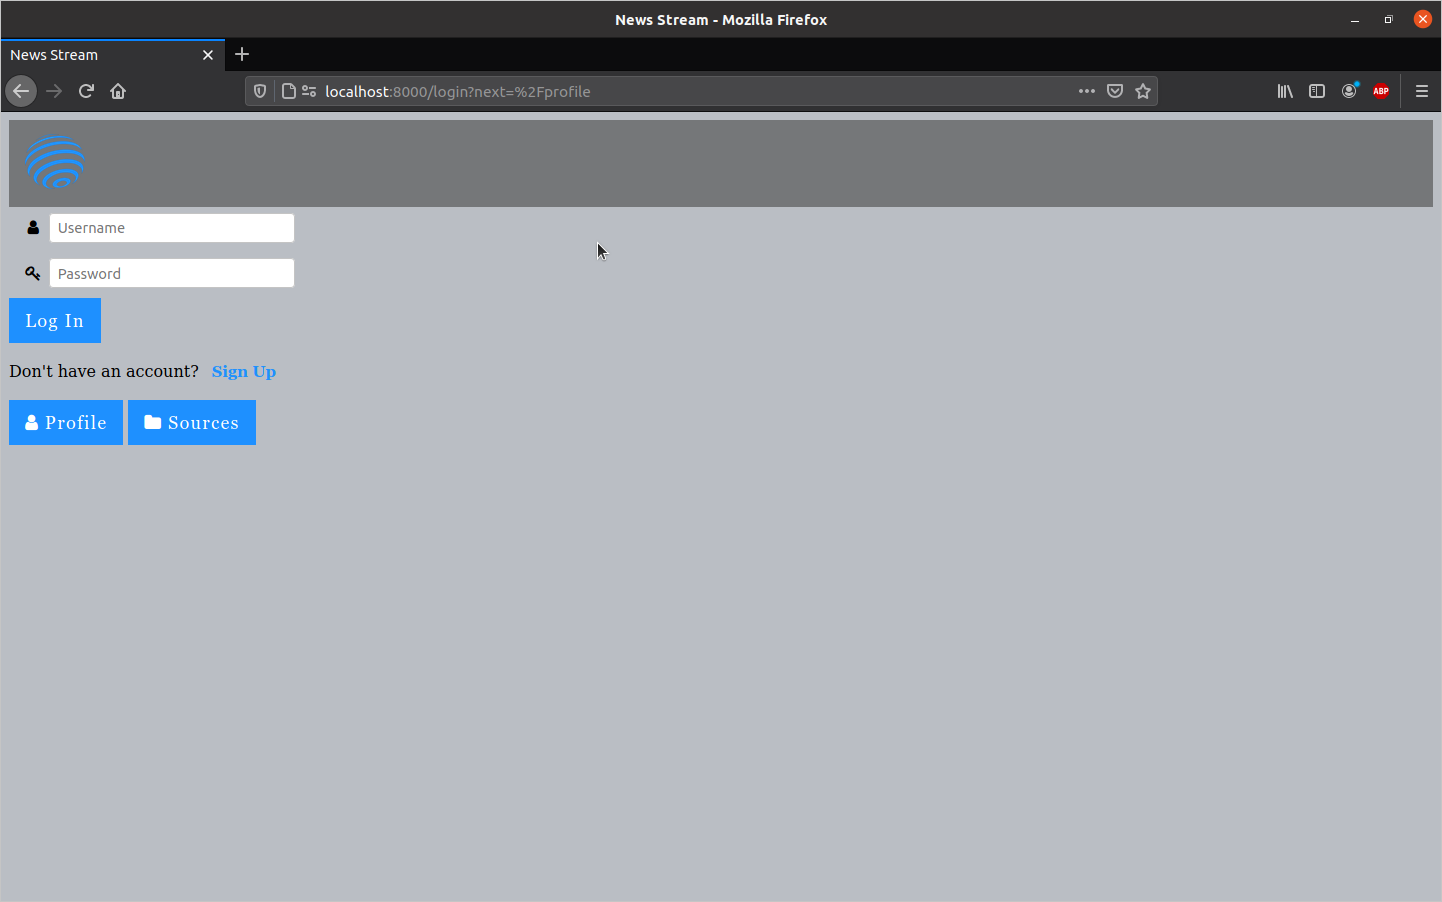 News Stream - Mozilla Firefox
News Stream
localhost:8000/login?next=%2Fprofile
ABP
Username
Password
Log In
Don't have an account? Sign Up
Profile Sources